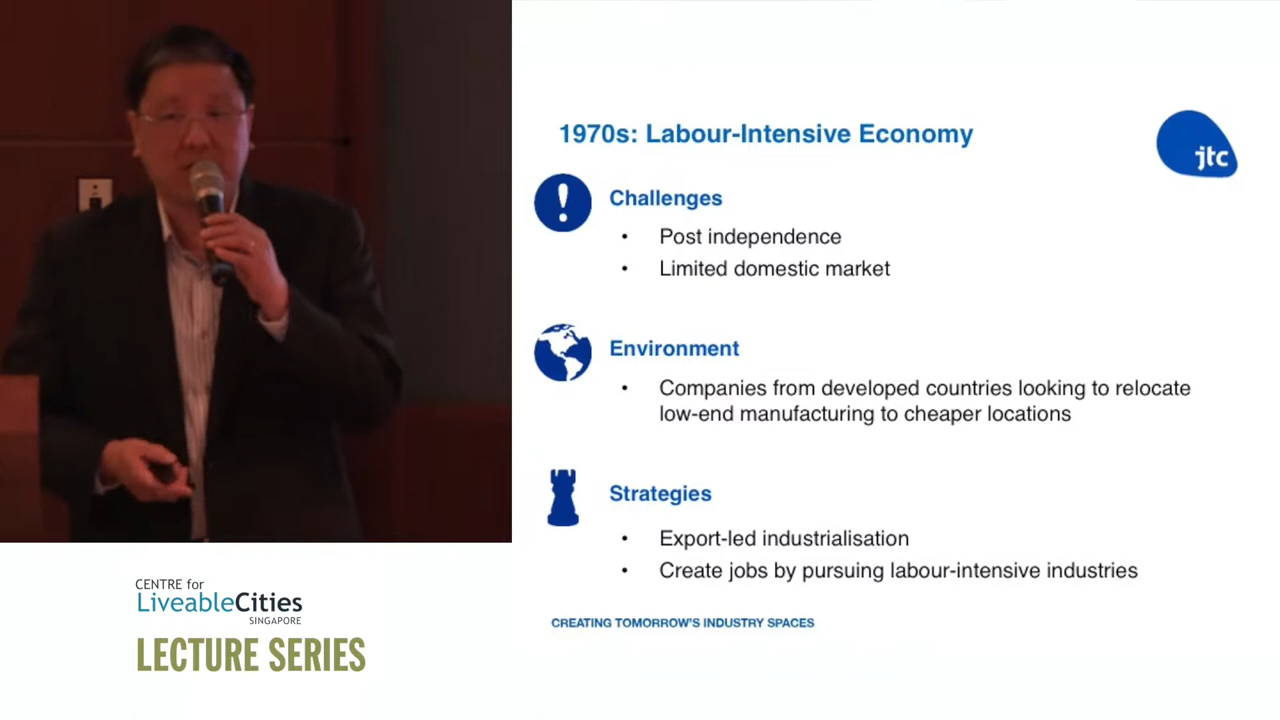 1970s: Labour-Intensive Economy
jtc
Challenges
• Post independence
• Limited domestic market
Environment
• Companies from developed countries looking to relocate
low-end manufacturing to cheaper locations
Strategies
• Export-led industrialisation
• Create jobs by pursuing labour-intensive industries
CREATING TOMORROW'S INDUSTRY SPACES
CENTRE for
LiveableCities
SINGAPORE
LECTURE SERIES